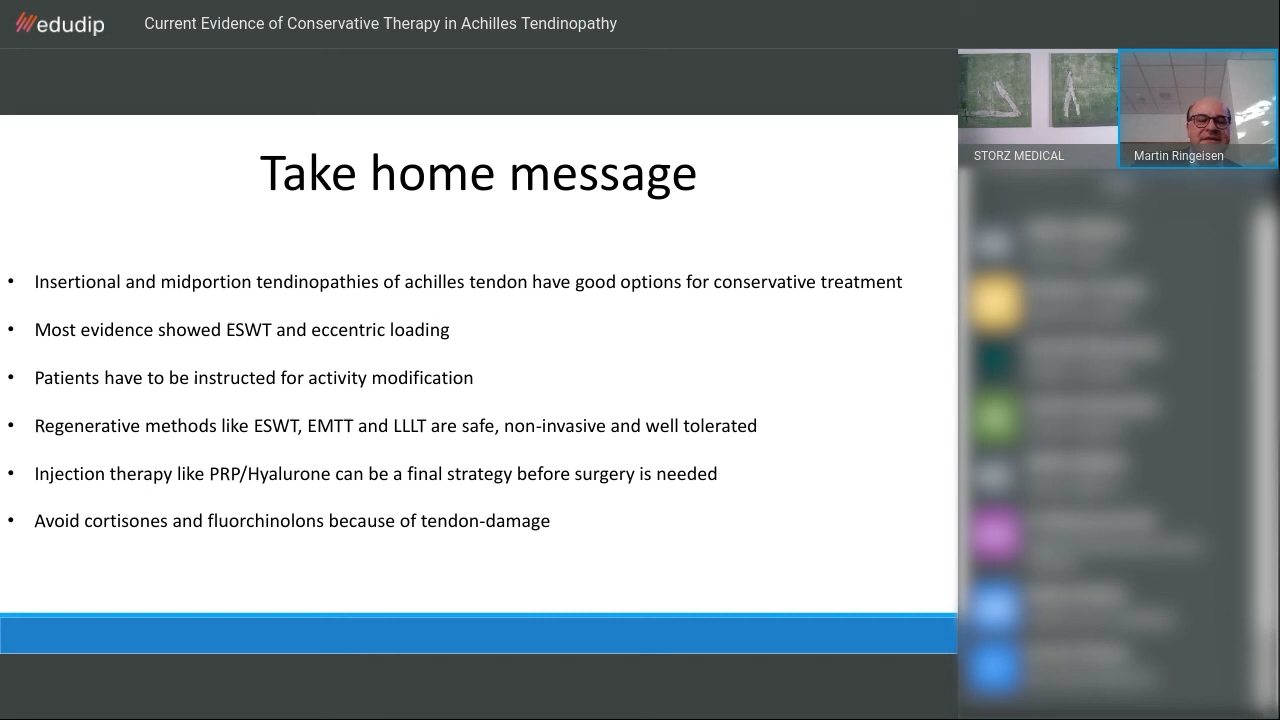 edudip
Current Evidence of Conservative Therapy in Achilles Tendinopathy
STORZ MEDICAL
Martin Ringeisen
Take home message
• Insertional and midportion tendinopathies of achilles tendon have good options for conservative treatment
• Most evidence showed ESWT and eccentric loading
• Patients have to be instructed for activity modification
• Regenerative methods like ESWT, EMTT and LLLT are safe, non-invasive and well tolerated
• Injection therapy like PRP/Hyalurone can be a final strategy before surgery is needed
• Avoid cortisones and fluorchinolons because of tendon-damage